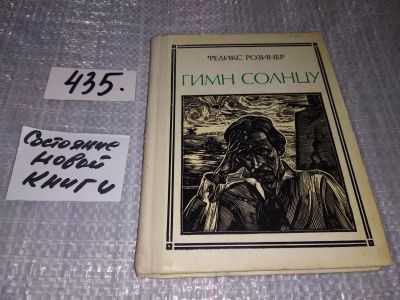 435.
Состояние
новой
книги
ФЕЛИКС РОЗИНЕР
ГИМН СОЛНЦУ